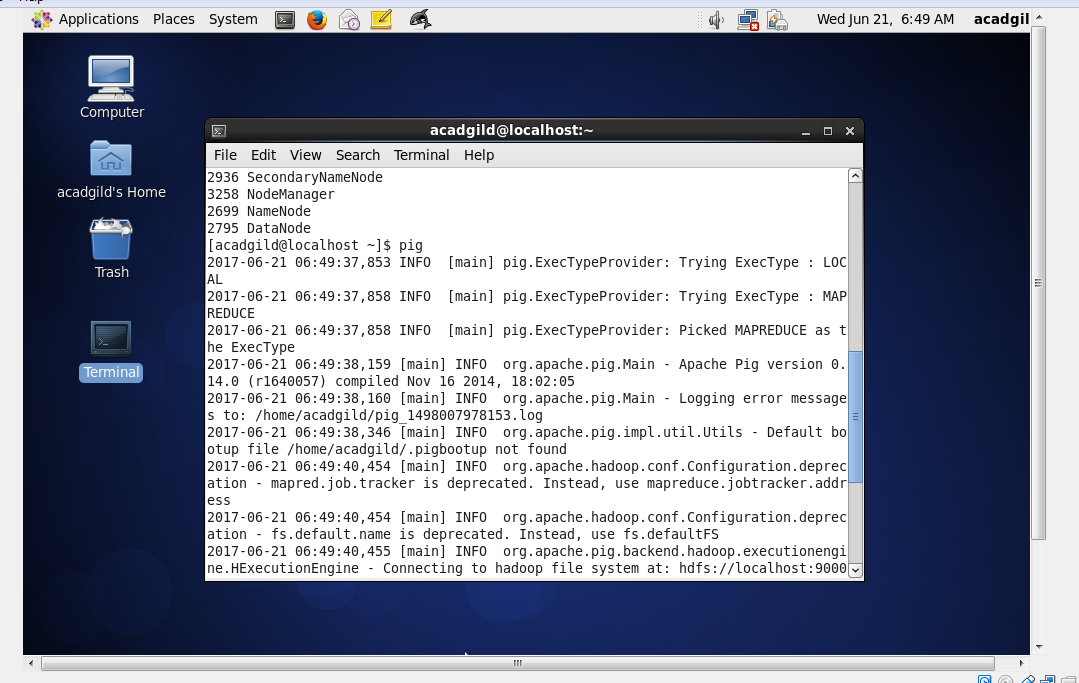 Applications Places System Wed Jun 21, 6:49 AM acadgil
Computer
acadgild's Home
Trash
Terminal
acadgild@localhost:~
File Edit View Search Terminal Help
2936 SecondaryNameNode
3258 NodeManager
2699 NameNode
2795 DataNode
[acadgild@localhost ~]$ pig
2017-06-21 06:49:37,853 INFO  [main] pig.ExecTypeProvider: Trying ExecType : LOC
AL
2017-06-21 06:49:37,858 INFO  [main] pig.ExecTypeProvider: Trying ExecType : MAP
REDUCE
2017-06-21 06:49:37,858 INFO  [main] pig.ExecTypeProvider: Picked MAPREDUCE as t
he ExecType
2017-06-21 06:49:38,159 [main] INFO  org.apache.pig.Main - Apache Pig version 0.
14.0 (r1640057) compiled Nov 16 2014, 18:02:05
2017-06-21 06:49:38,160 [main] INFO  org.apache.pig.Main - Logging error message
s to: /home/acadgild/pig_1498007978153.log
2017-06-21 06:49:38,346 [main] INFO  org.apache.pig.impl.util.Utils - Default bo
otup file /home/acadgild/.pigbootup not found
2017-06-21 06:49:40,454 [main] INFO  org.apache.hadoop.conf.Configuration.deprec
ation - mapred.job.tracker is deprecated. Instead, use mapreduce.jobtracker.addr
ess
2017-06-21 06:49:40,454 [main] INFO  org.apache.hadoop.conf.Configuration.deprec
ation - fs.default.name is deprecated. Instead, use fs.defaultFS
2017-06-21 06:49:40,455 [main] INFO  org.apache.pig.backend.hadoop.executionengi
ne.HExecutionEngine - Connecting to hadoop file system at: hdfs://localhost:9000